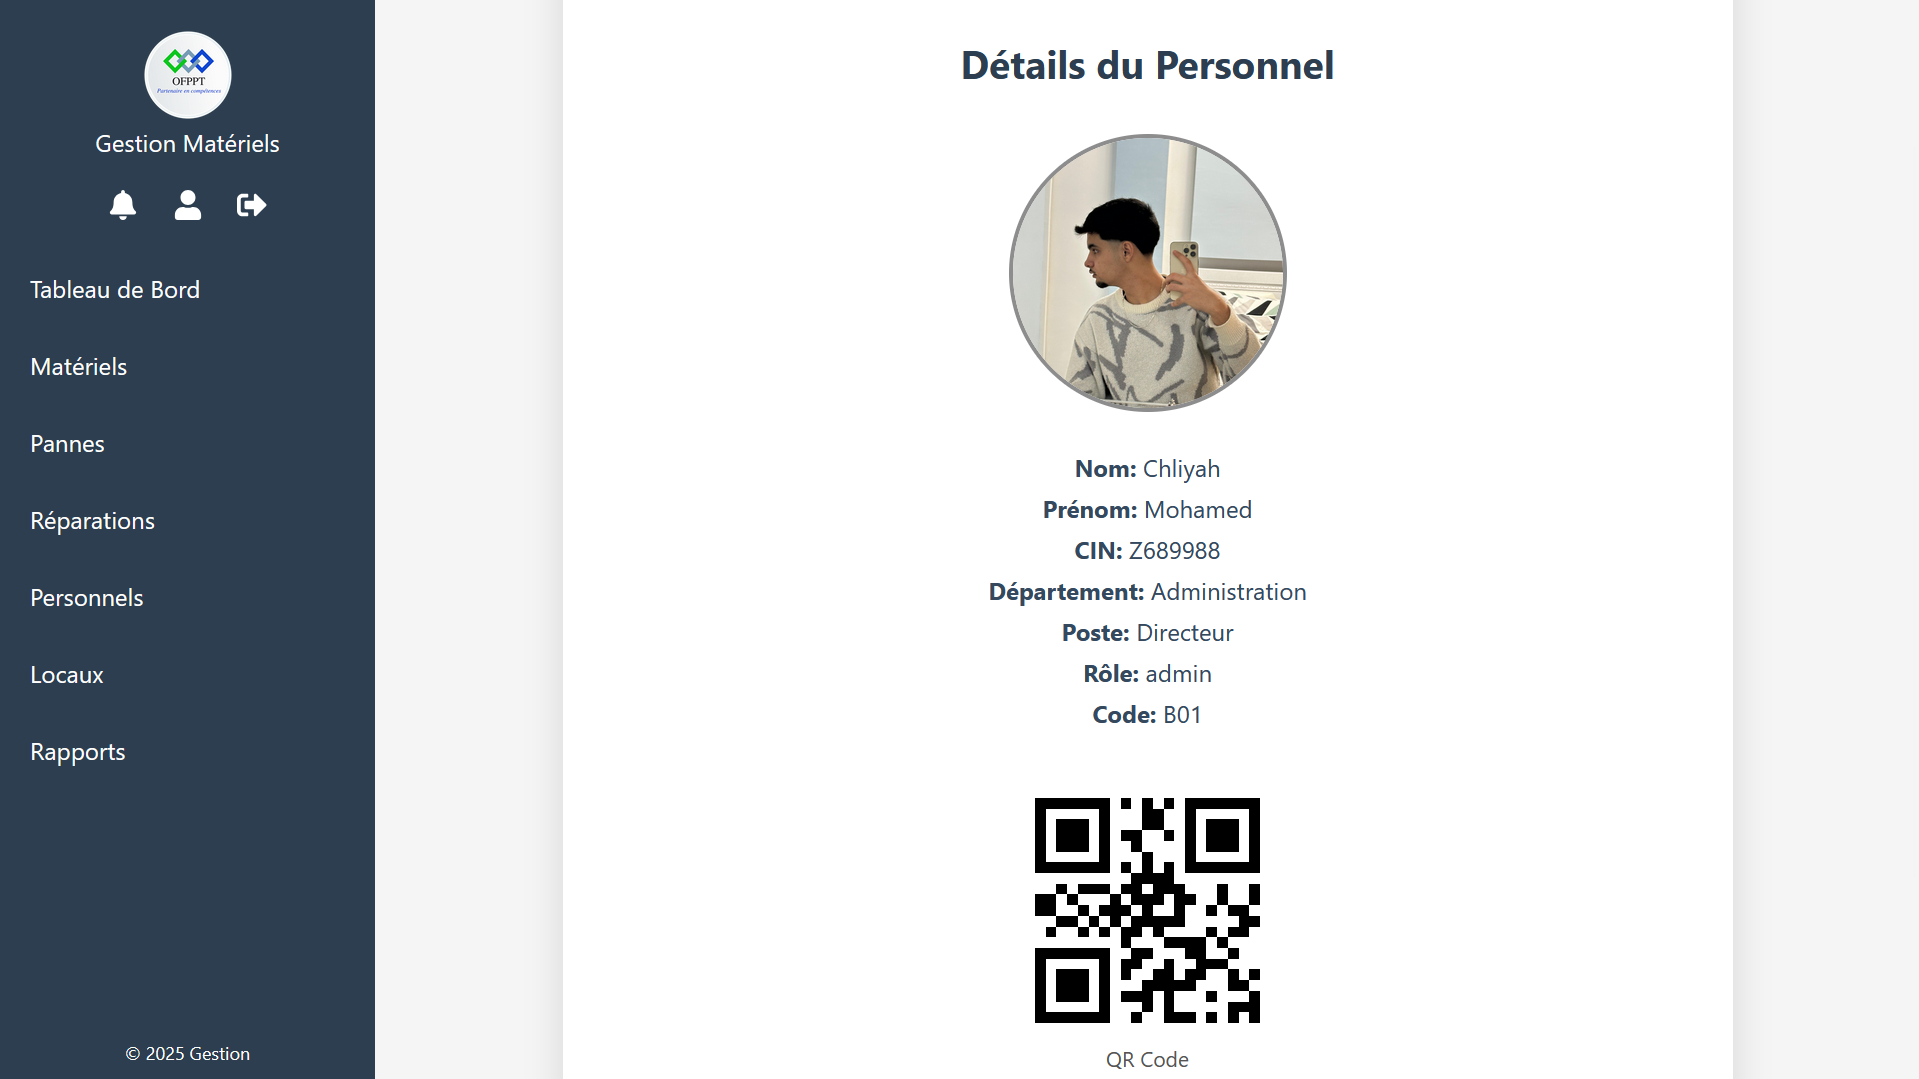 OFPPT
Partenaire en compétences
Gestion Matériels
Tableau de Bord
Matériels
Pannes
Réparations
Personnels
Locaux
Rapports
© 2025 Gestion
Détails du Personnel
Nom: Chliyah
Prénom: Mohamed
CIN: Z689988
Département: Administration
Poste: Directeur
Rôle: admin
Code: B01
QR Code